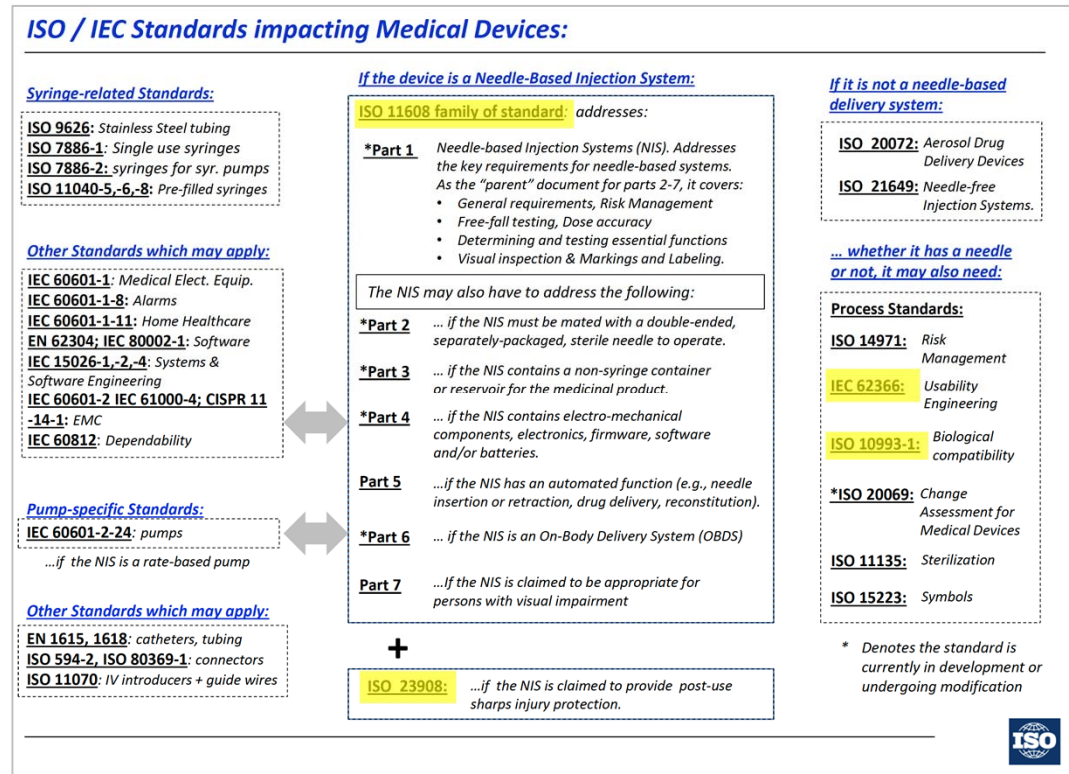 ISO / IEC Standards impacting Medical Devices:
Syringe-related Standards:
ISO 9626: Stainless Steel tubing
ISO 7886-1: Single use syringes
ISO 7886-2: syringes for syr. pumps
ISO 11040-5,-6,-8: Pre-filled syringes
Other Standards which may apply:
IEC 60601-1: Medical Elect. Equip.
IEC 60601-1-8: Alarms
IEC 60601-1-11: Home Healthcare
EN 62304; IEC 80002-1: Software
IEC 15026-1,-2,-4: Systems &
Software Engineering
IEC 60601-2 IEC 61000-4; CISPR 11
-14-1: EMC
IEC 60812: Dependability
Pump-specific Standards:
IEC 60601-2-24: pumps
...if the NIS is a rate-based pump
Other Standards which may apply:
EN 1615, 1618: catheters, tubing
ISO 594-2, ISO 80369-1: connectors
ISO 11070: IV introducers + guide wires
If the device is a Needle-Based Injection System:
ISO 11608 family of standard: addresses:
*Part 1 Needle-based Injection Systems (NIS). Addresses
the key requirements for needle-based systems.
As the “parent” document for parts 2-7, it covers:
• General requirements, Risk Management
• Free-fall testing, Dose accuracy
• Determining and testing essential functions
• Visual inspection & Markings and Labeling.
The NIS may also have to address the following:
*Part 2 ... if the NIS must be mated with a double-ended,
separately-packaged, sterile needle to operate.
*Part 3 ... if the NIS contains a non-syringe container
or reservoir for the medicinal product.
*Part 4 ... if the NIS contains electro-mechanical
components, electronics, firmware, software
and/or batteries.
Part 5 ...if the NIS has an automated function (e.g., needle
insertion or retraction, drug delivery, reconstitution).
*Part 6 ... if the NIS is an On-Body Delivery System (OBDS)
Part 7 ...If the NIS is claimed to be appropriate for
persons with visual impairment
+
ISO 23908: ...if the NIS is claimed to provide post-use
sharps injury protection.
If it is not a needle-based
delivery system:
ISO 20072: Aerosol Drug
Delivery Devices
ISO 21649: Needle-free
Injection Systems.
... whether it has a needle
or not, it may also need:
Process Standards:
ISO 14971: Risk
Management
IEC 62366: Usability
Engineering
ISO 10993-1: Biological
compatibility
*ISO 20069: Change
Assessment for
Medical Devices
ISO 11135: Sterilization
ISO 15223: Symbols
* Denotes the standard is
currently in development or
undergoing modification
ISO